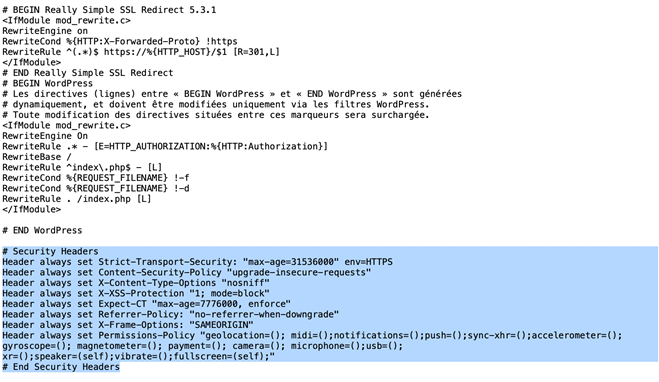 # BEGIN Really Simple SSL Redirect 5.3.1
<IfModule mod_rewrite.c>
RewriteEngine on
RewriteCond %{HTTP:X-Forwarded-Proto} !https
RewriteRule ^(.*)$ https://%{HTTP_HOST}/$1 [R=301,L]
</IfModule>
# END Really Simple SSL Redirect
# BEGIN WordPress
# Les directives (lignes) entre « BEGIN WordPress » et « END WordPress » sont générées
# dynamiquement, et doivent être modifiées uniquement via les filtres WordPress.
# Toute modification des directives situées entre ces marqueurs sera surchargée.
<IfModule mod_rewrite.c>
RewriteEngine On
RewriteRule .* - [E=HTTP_AUTHORIZATION:%{HTTP:Authorization}]
RewriteBase /
RewriteRule ^index\.php$ - [L]
RewriteCond %{REQUEST_FILENAME} !-f
RewriteCond %{REQUEST_FILENAME} !-d
RewriteRule . /index.php [L]
</IfModule>
# END WordPress
# Security Headers
Header always set Strict-Transport-Security: "max-age=31536000" env=HTTPS
Header always set Content-Security-Policy "upgrade-insecure-requests"
Header always set X-Content-Type-Options "nosniff"
Header always set X-XSS-Protection "1; mode=block"
Header always set Expect-CT "max-age=7776000, enforce"
Header always set Referrer-Policy: "no-referrer-when-downgrade"
Header always set X-Frame-Options: "SAMEORIGIN"
Header always set Permissions-Policy "geolocation=(); midi=();notifications=();push=();sync-xhr=();accelerometer=();
gyroscope=(); magnetometer=(); payment=(); camera=(); microphone=();usb=();
xr=();speaker=(self);vibrate=();fullscreen=(self);"
# End Security Headers